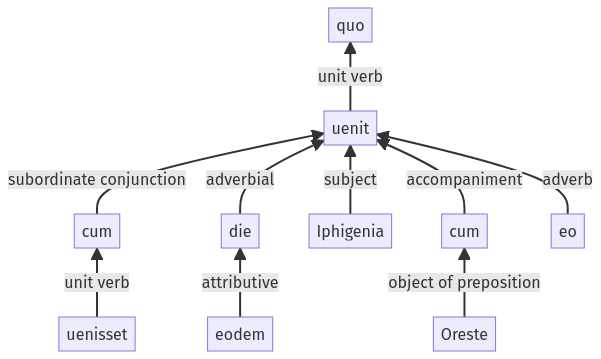 quo
unit verb
uenit
subordinate conjunction adverbial subject accompaniment adverb
cum die Iphigenia cum eo
unit verb attributive object of preposition
uenisset eodem Oreste